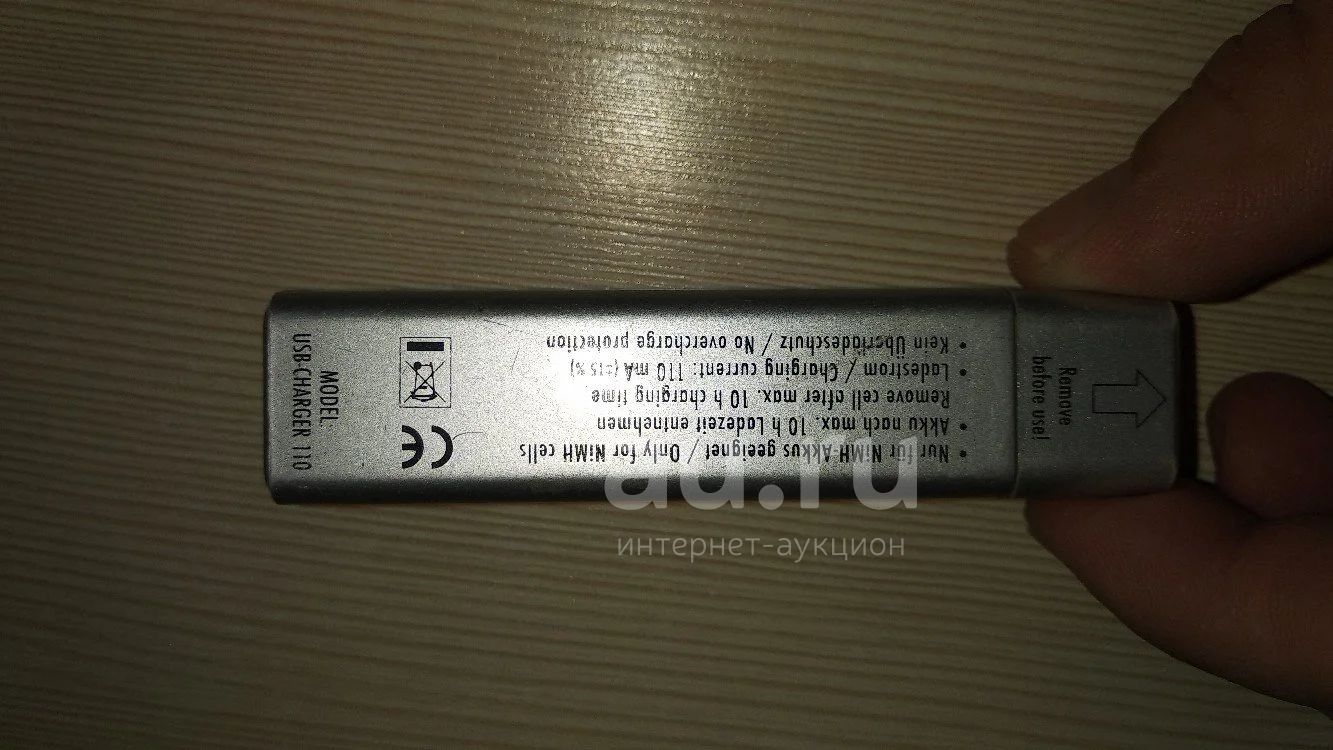 • Nur für NiMH-Akkus geeignet / Only for NiMH cells
• Akku nach max. 10 h Ladezeit entnehmen
Remove cell after max. 10 h charging time
• Ladestrom / Charging current: 110 mA (±15 %)
• Kein Überladeschutz / No overcharge protection
MODEL
USB-CHARGER 110
CE
Remove
before use!
au.ru
интернет-аукцион